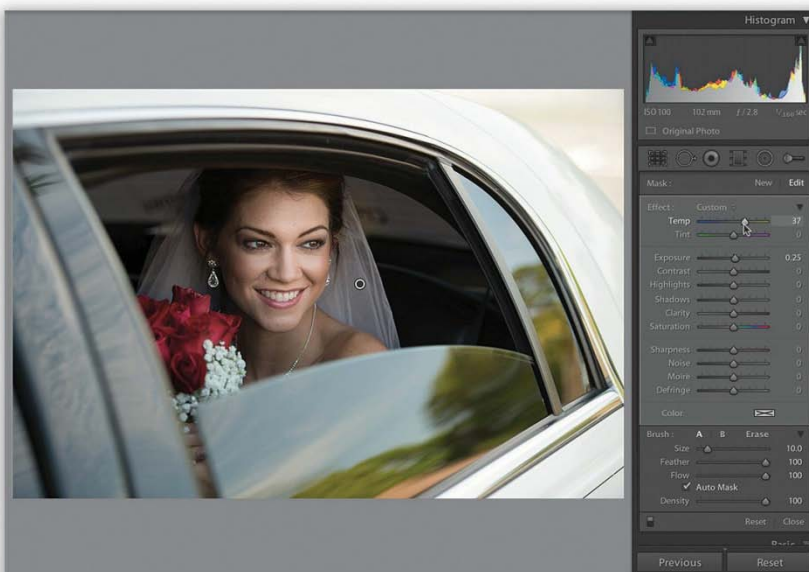 Histogram
ISO 100 102 mm f / 2.8
Original Photo
Mask : New Edit
Effect : Custom
Temp 37
Tint 0
Exposure 0.25
Contrast 0
Highlights 0
Shadows 0
Clarity 0
Saturation 0
Sharpness 0
Noise 0
Moire 0
Defringe 0
Color
Brush : A B Erase
Size 10.0
Feather 100
Flow 100
Auto Mask
Density 100
Reset Close
Basic
Previous Reset